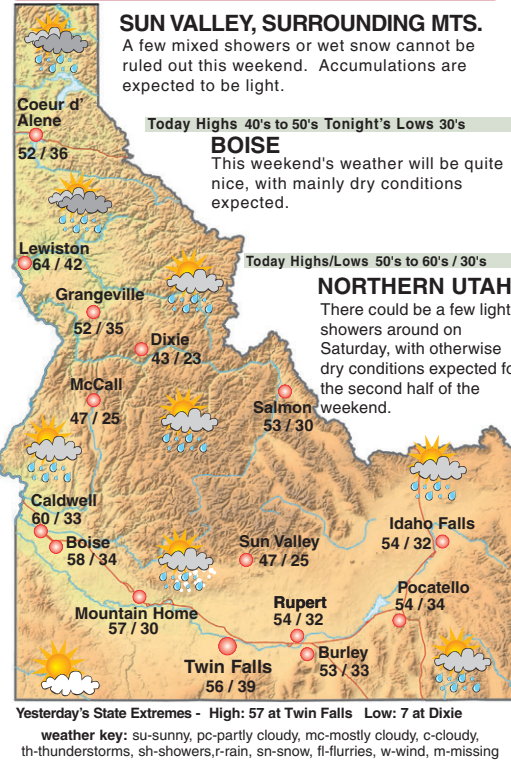 SUN VALLEY, SURROUNDING MTS.
A few mixed showers or wet snow cannot be
ruled out this weekend. Accumulations are
expected to be light.
Today Highs 40's to 50's Tonight's Lows 30's
BOISE
This weekend's weather will be quite
nice, with mainly dry conditions
expected.
Today Highs/Lows 50's to 60's / 30's
NORTHERN UTAH
There could be a few light
showers around on
Saturday, with otherwise
dry conditions expected fo
the second half of the
weekend.
Coeur d'
Alene
52 / 36
Lewiston
64 / 42
Grangeville
52 / 35
Dixie
43 / 23
McCall
47 / 25
Salmon
53 / 30
Caldwell
60 / 33
Boise
58 / 34
Sun Valley
47 / 25
Idaho Falls
54 / 32
Mountain Home
57 / 30
Rupert
54 / 32
Pocatello
54 / 34
Twin Falls
56 / 39
Burley
53 / 33
Yesterday's State Extremes - High: 57 at Twin Falls Low: 7 at Dixie
weather key: su-sunny, pc-partly cloudy, mc-mostly cloudy, c-cloudy,
th-thunderstorms, sh-showers,r-rain, sn-snow, fl-flurries, w-wind, m-missing